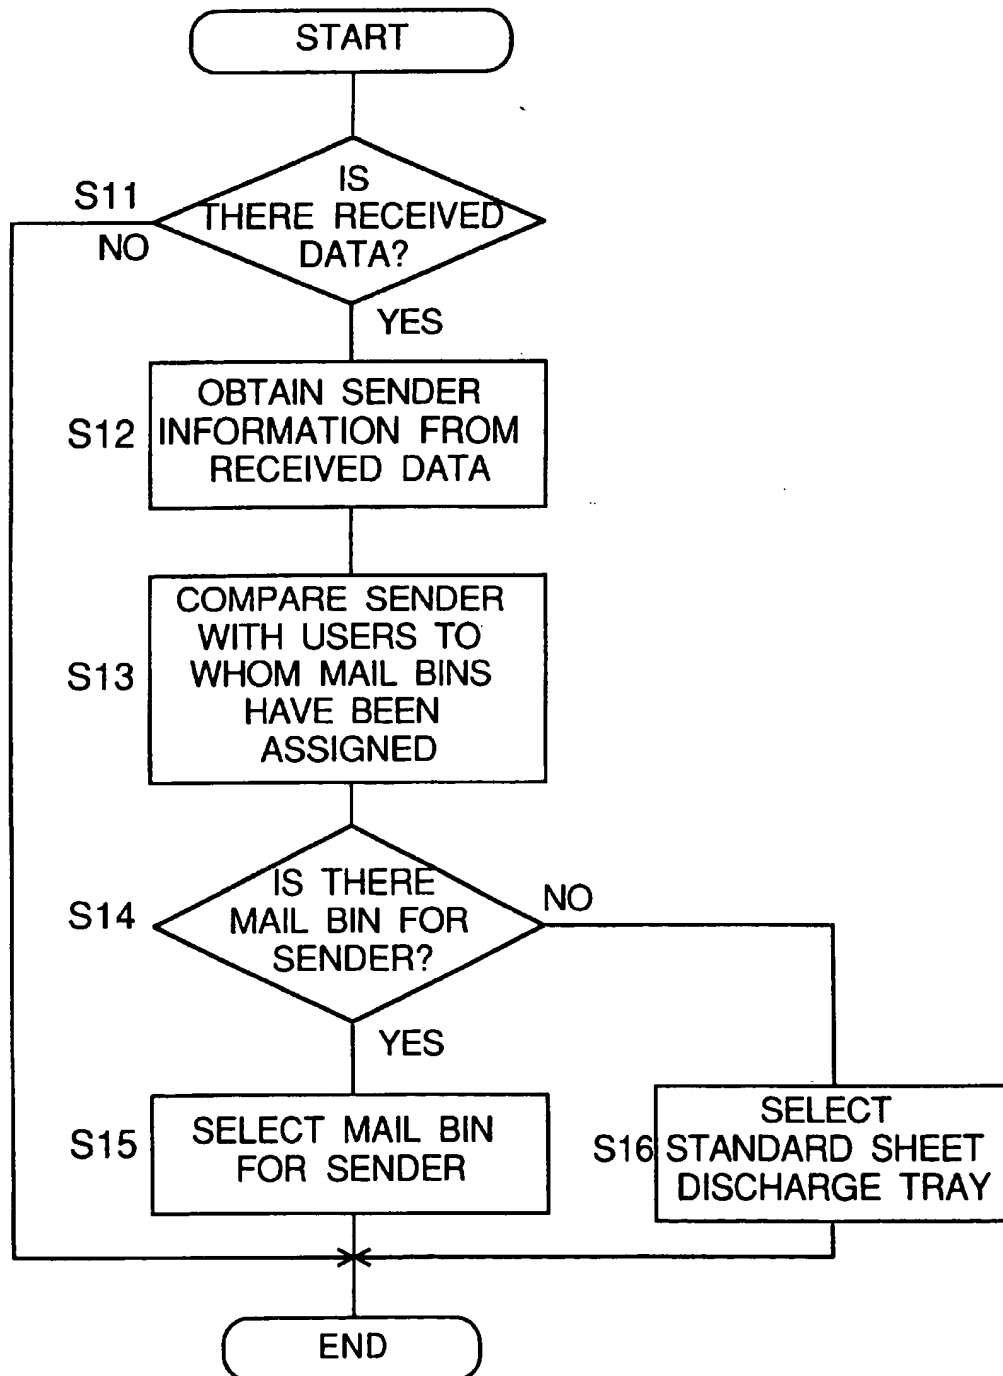 START
S11
IS
THERE RECEIVED
DATA?
NO
YES
S12
OBTAIN SENDER
INFORMATION FROM
RECEIVED DATA
S13
COMPARE SENDER
WITH USERS TO
WHOM MAIL BINS
HAVE BEEN
ASSIGNED
S14
IS THERE
MAIL BIN FOR
SENDER?
NO
YES
S15
SELECT MAIL BIN
FOR SENDER
S16
SELECT
STANDARD SHEET
DISCHARGE TRAY
END